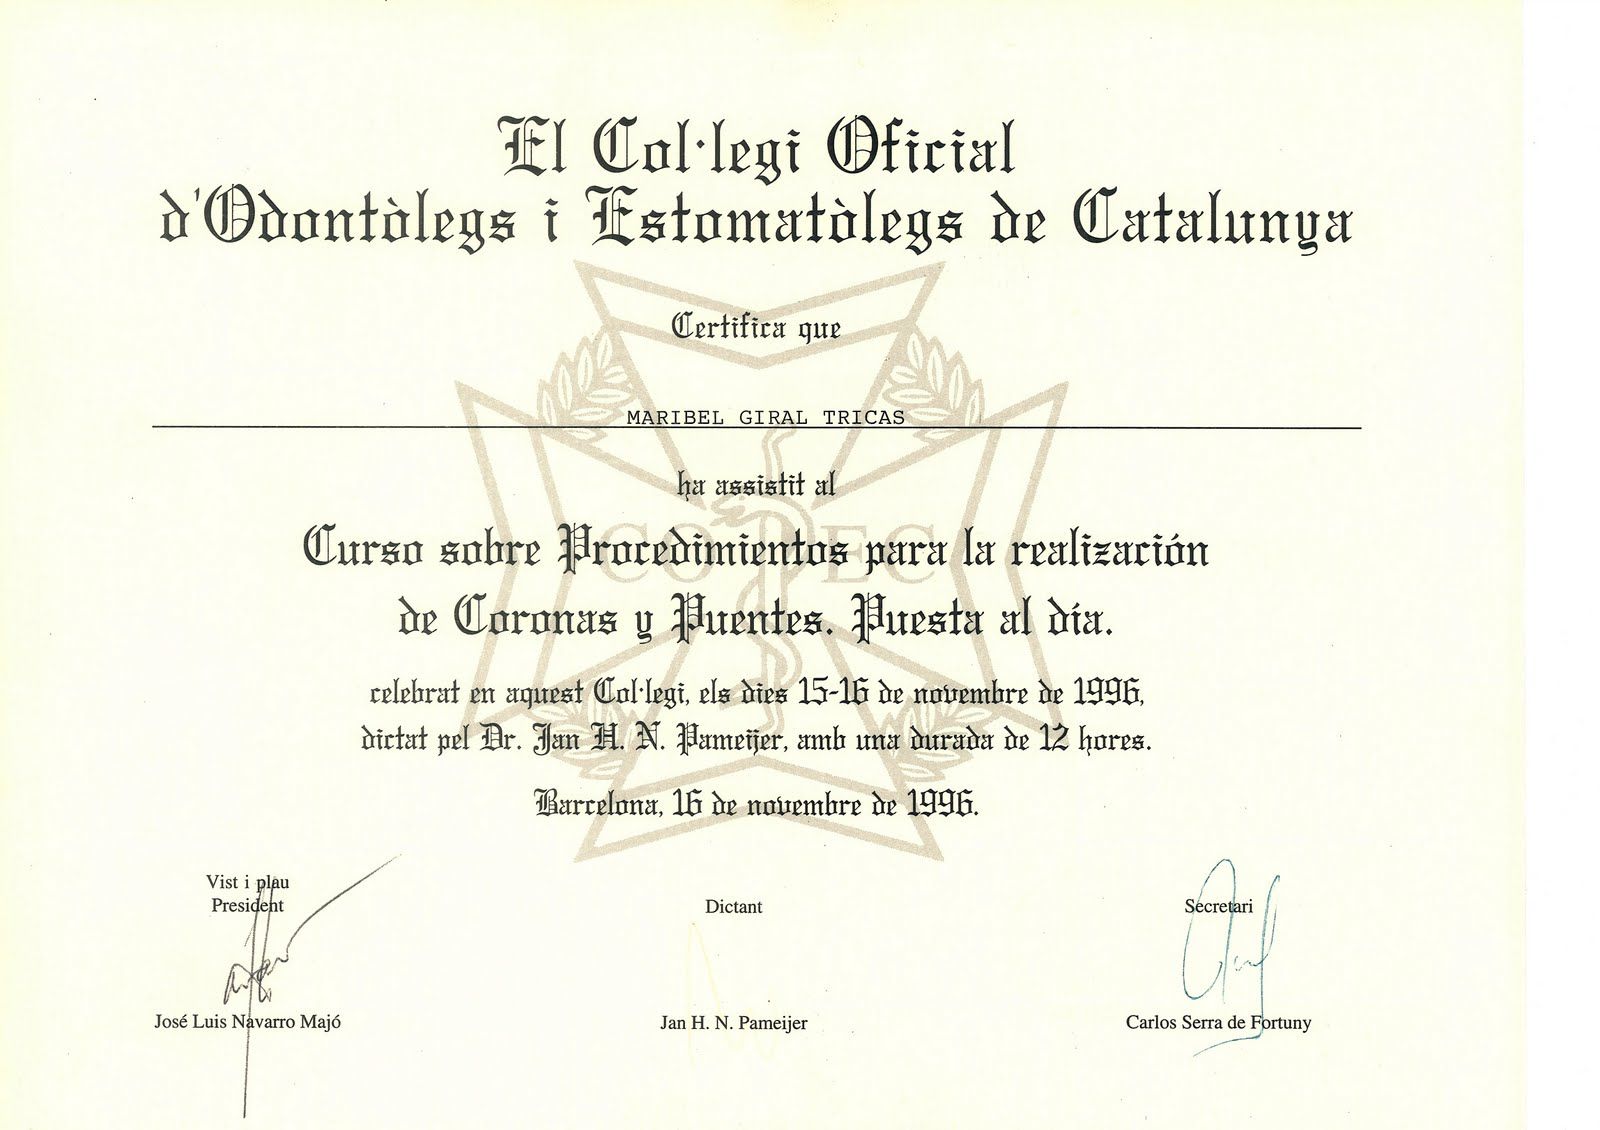 El Col·legi Oficial
d'Odontòlegs i Estomatòlegs de Catalunya
Certifica que
MARIBEL GIRAL TRICAS
ha assistit al
COEC
Curso sobre Procedimientos para la realización
de Coronas y Puentes. Puesta al día.
celebrat en aquest Col·legi, els dies 15-16 de novembre de 1996,
dictat pel Dr. Jan H. N. Pameijer, amb una durada de 12 hores.
Barcelona, 16 de novembre de 1996.
Vist i plau
President
Dictant
Secretari
José Luis Navarro Majó
Jan H. N. Pameijer
Carlos Serra de Fortuny